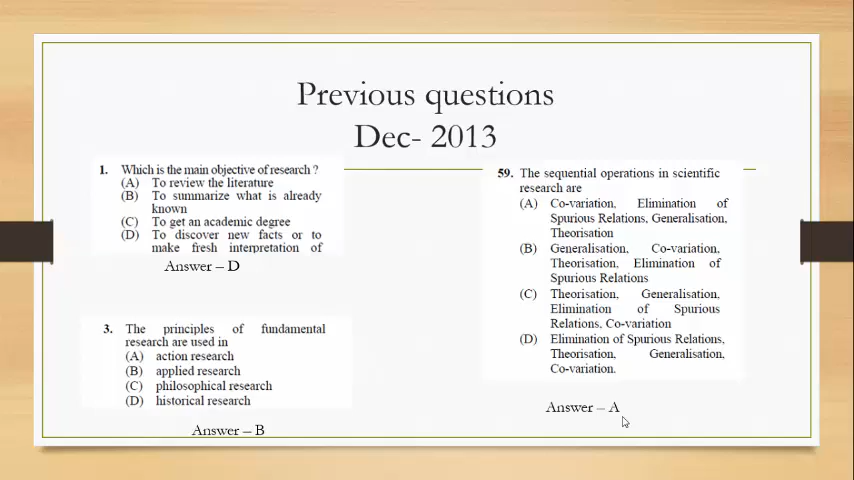 Previous questions
Dec- 2013
1. Which is the main objective of research ?
(A) To review the literature
(B) To summarize what is already
known
(C) To get an academic degree
(D) To discover new facts or to
make fresh interpretation of
Answer – D
3. The principles of fundamental
research are used in
(A) action research
(B) applied research
(C) philosophical research
(D) historical research
Answer – B
59. The sequential operations in scientific
research are
(A) Co-variation, Elimination of
Spurious Relations, Generalisation,
Theorisation
(B) Generalisation, Co-variation,
Theorisation, Elimination of
Spurious Relations
(C) Theorisation, Generalisation,
Elimination of Spurious
Relations, Co-variation
(D) Elimination of Spurious Relations,
Theorisation, Generalisation,
Co-variation.
Answer – A